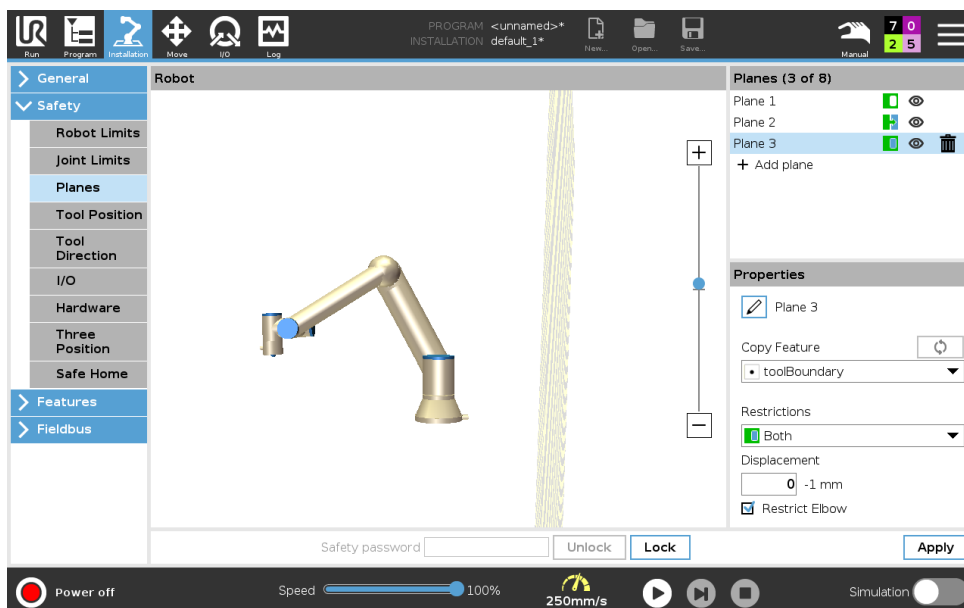 PROGRAM <unnamed>*
INSTALLATION default_1*
Run
Program
Installation
Move
I/O
Log
New...
Open...
Save...
Manual
7 0
2 5
General
Safety
Robot Limits
Joint Limits
Planes
Tool Position
Tool
Direction
I/O
Hardware
Three
Position
Safe Home
Features
Fieldbus
Robot
Planes (3 of 8)
Plane 1
Plane 2
Plane 3
+ Add plane
Properties
Plane 3
Copy Feature
toolBoundary
Restrictions
Both
Displacement
0 -1 mm
Restrict Elbow
Safety password
Unlock
Lock
Apply
Power off
Speed
100%
250mm/s
Simulation